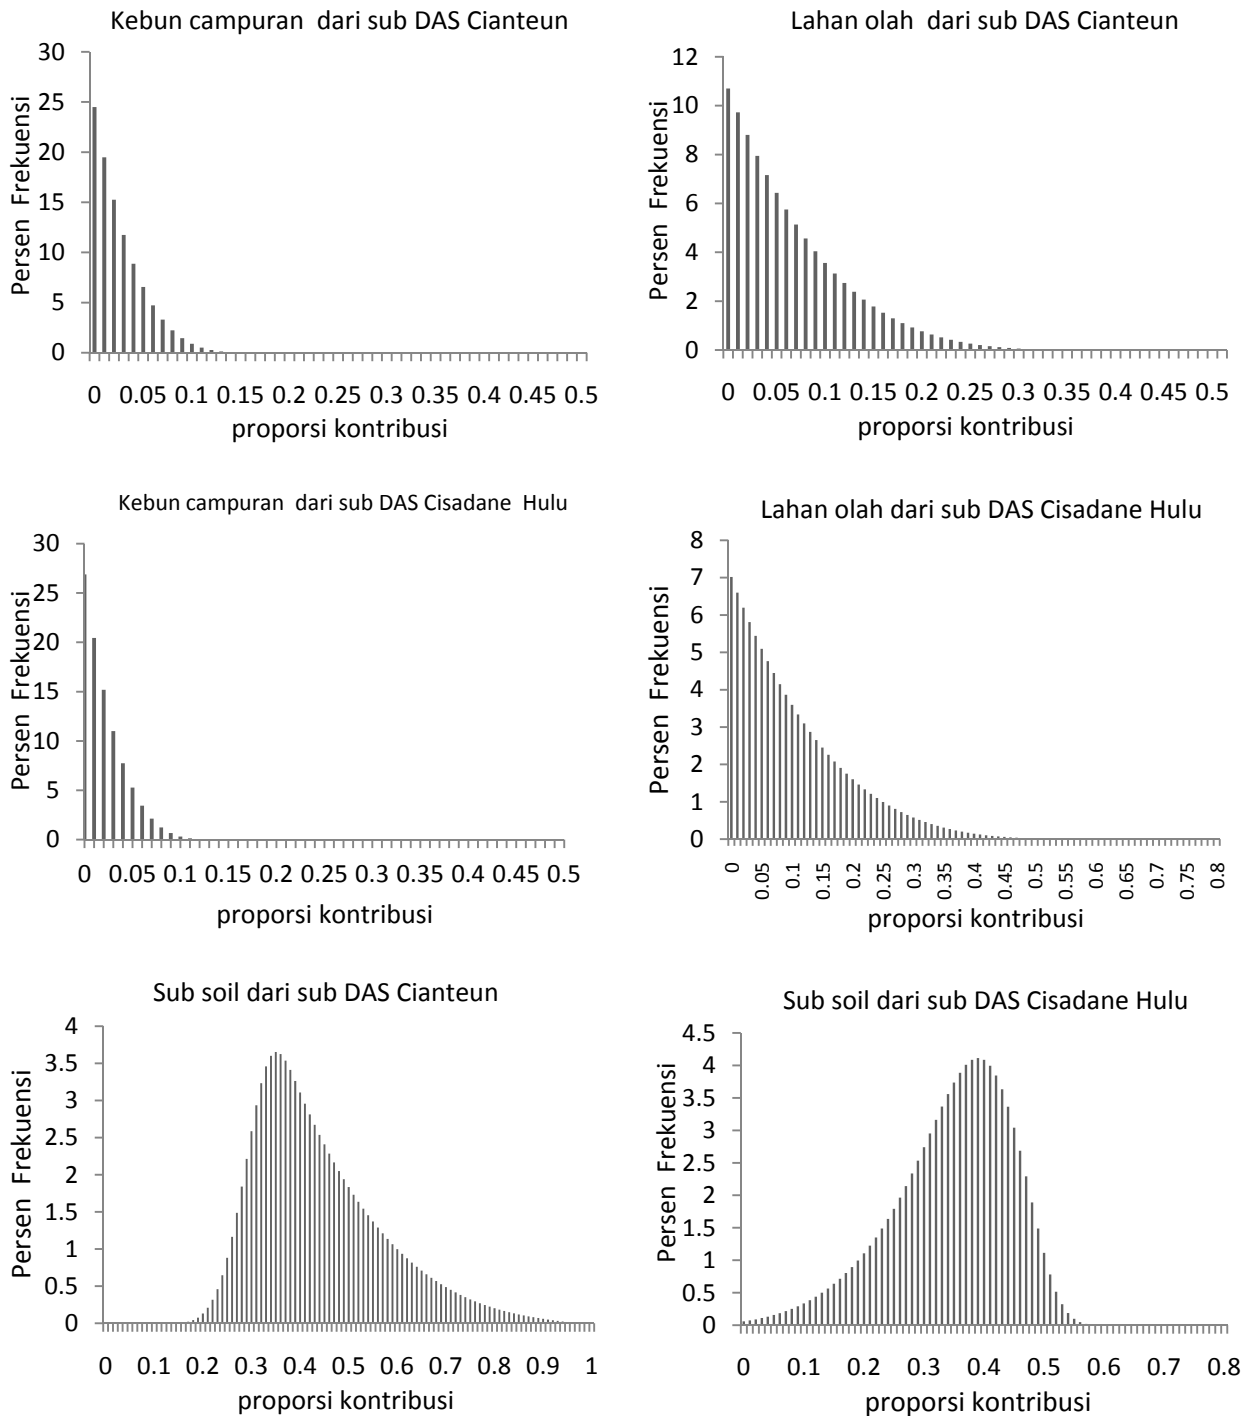 Kebun campuran dari sub DAS Cianteun
Persen Frekuensi
30
25
20
15
10
5
0
0 0.05 0.1 0.15 0.2 0.25 0.3 0.35 0.4 0.45 0.5
proporsi kontribusi
Lahan olah dari sub DAS Cianteun
Persen Frekuensi
12
10
8
6
4
2
0
0 0.05 0.1 0.15 0.2 0.25 0.3 0.35 0.4 0.45 0.5
proporsi kontribusi
Kebun campuran dari sub DAS Cisadane Hulu
Persen Frekuensi
30
25
20
15
10
5
0
0 0.05 0.1 0.15 0.2 0.25 0.3 0.35 0.4 0.45 0.5
proporsi kontribusi
Lahan olah dari sub DAS Cisadane Hulu
Persen Frekuensi
8
7
6
5
4
3
2
1
0
0 0.05 0.1 0.15 0.2 0.25 0.3 0.35 0.4 0.45 0.5 0.55 0.6 0.65 0.7 0.75 0.8
proporsi kontribusi
Sub soil dari sub DAS Cianteun
Persen Frekuensi
4
3.5
3
2.5
2
1.5
1
0.5
0
0 0.1 0.2 0.3 0.4 0.5 0.6 0.7 0.8 0.9 1
proporsi kontribusi
Sub soil dari sub DAS Cisadane Hulu
Persen Frekuensi
4.5
4
3.5
3
2.5
2
1.5
1
0.5
0
0 0.1 0.2 0.3 0.4 0.5 0.6 0.7 0.8
proporsi kontribusi